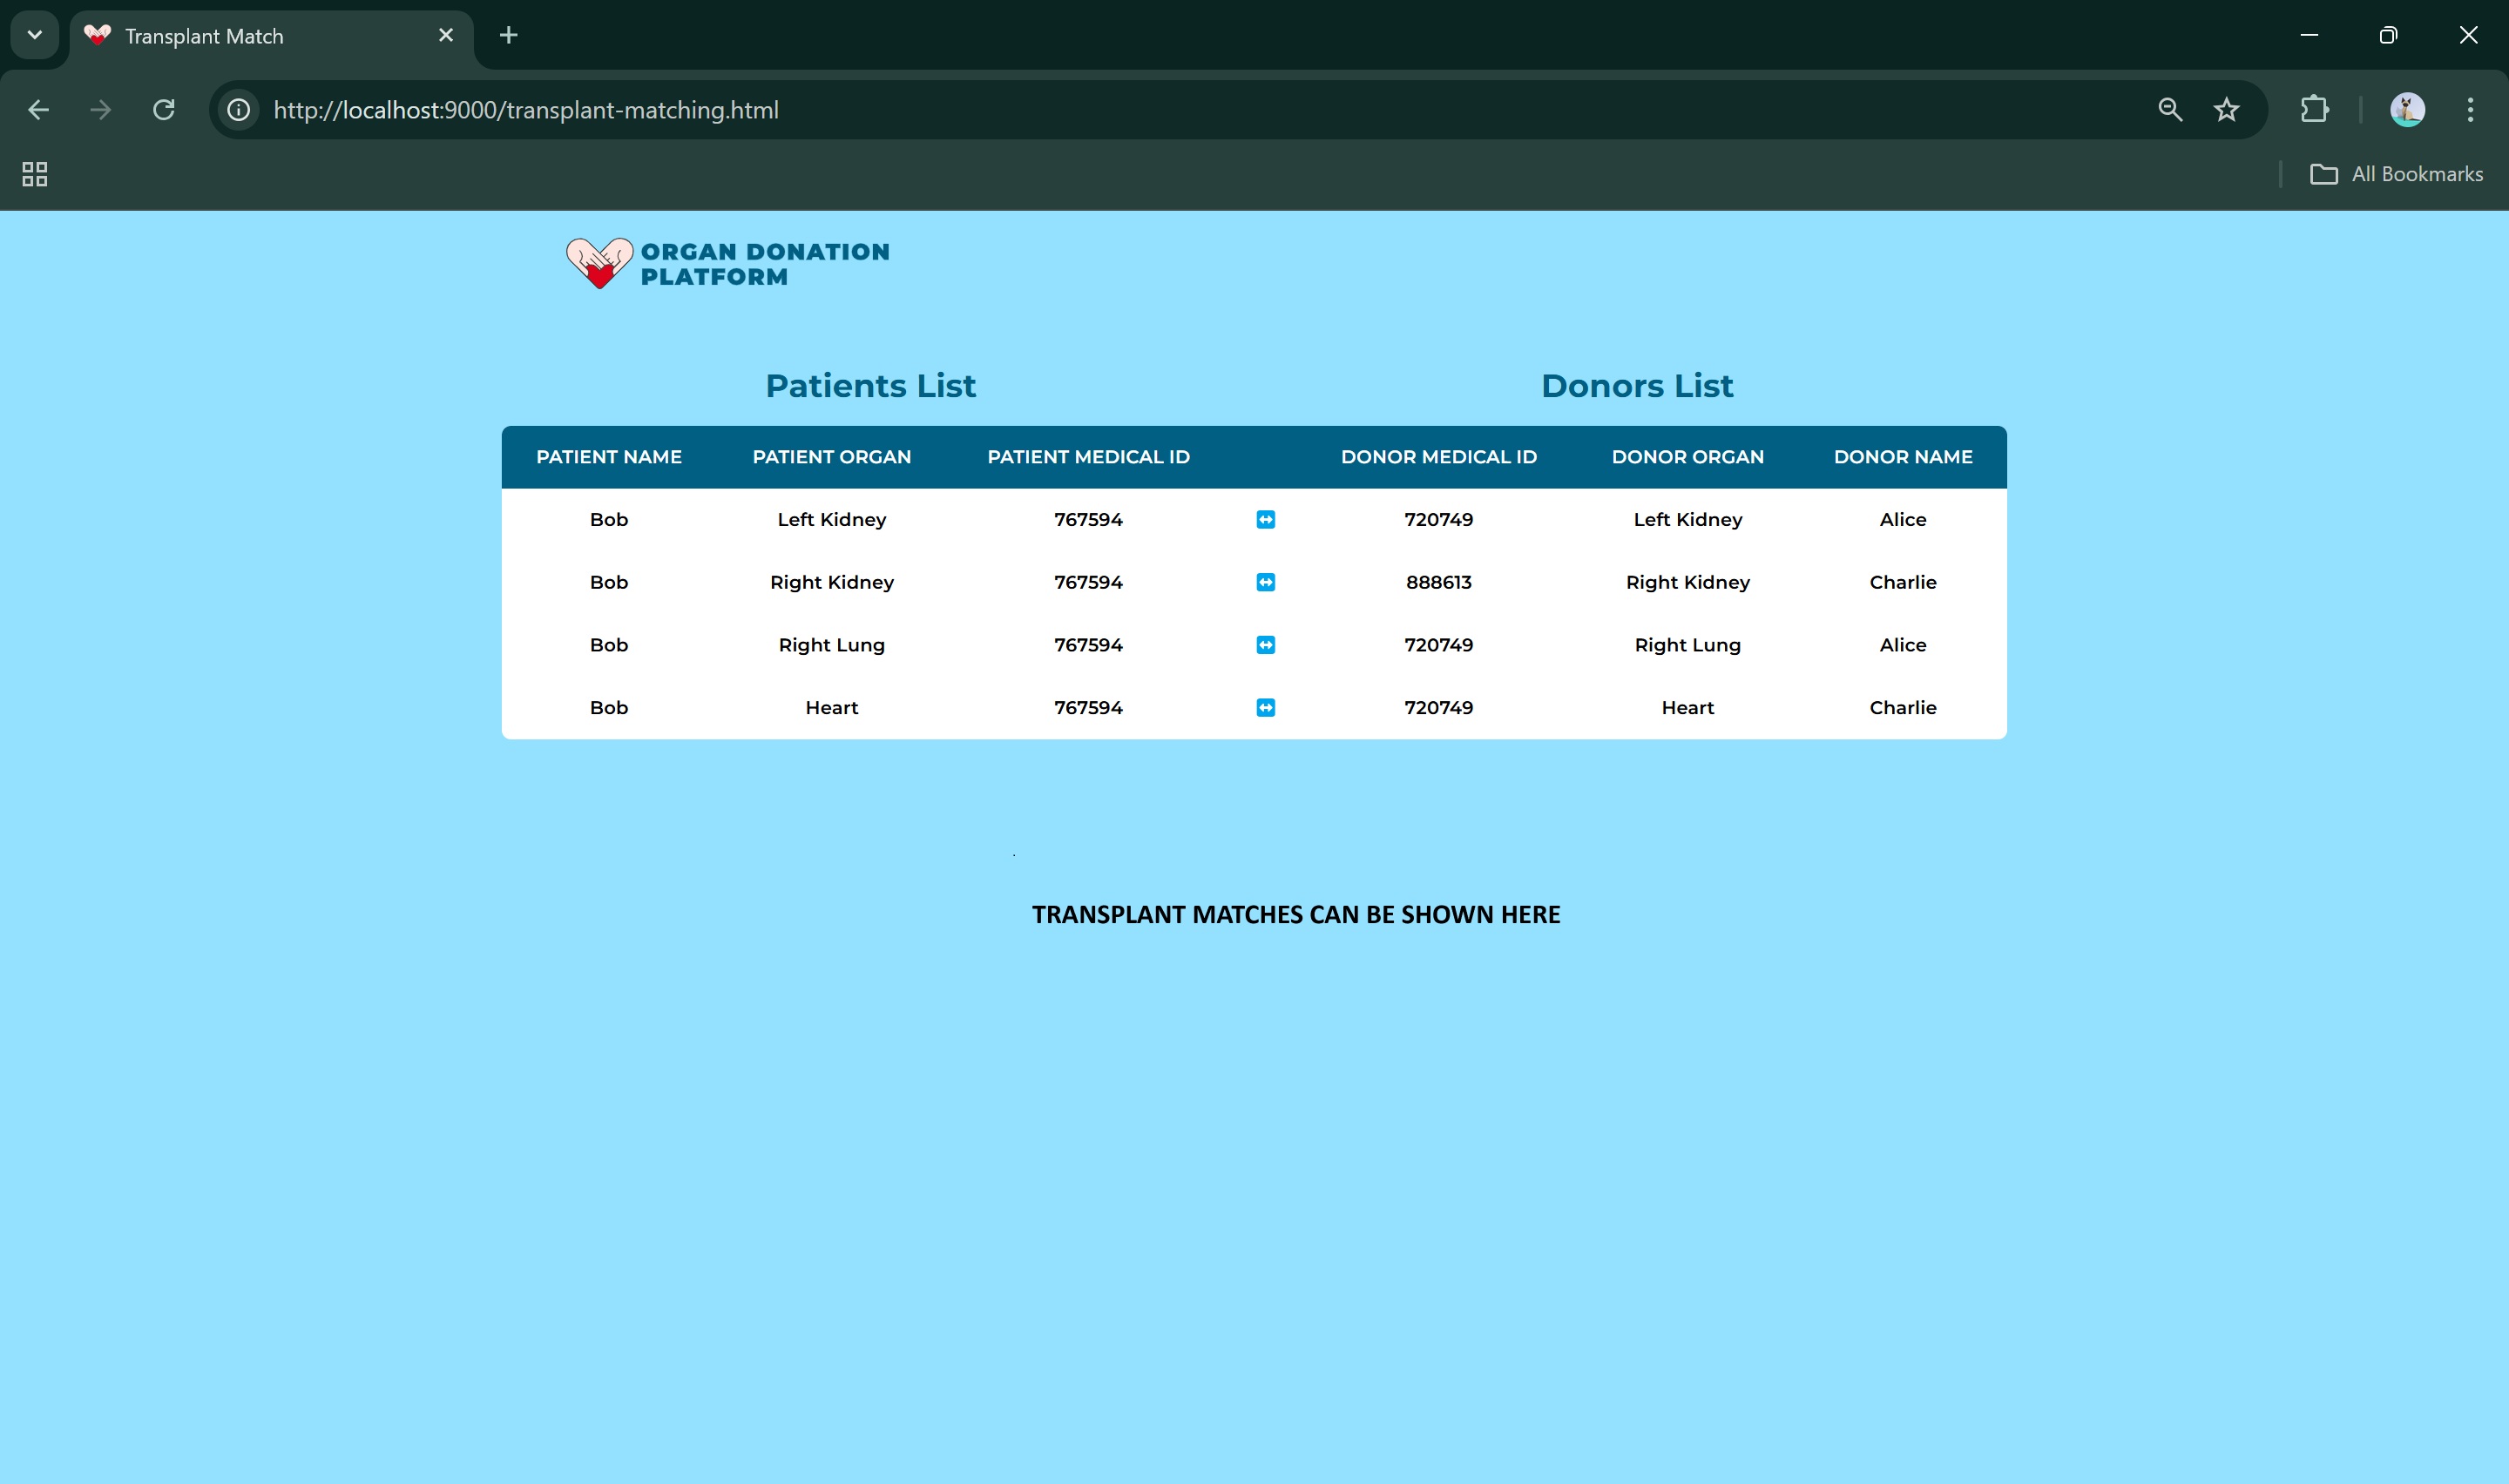 Transplant Match
http://localhost:9000/transplant-matching.html
All Bookmarks
ORGAN DONATION
PLATFORM
Patients List Donors List
PATIENT NAME PATIENT ORGAN PATIENT MEDICAL ID DONOR MEDICAL ID DONOR ORGAN DONOR NAME
Bob Left Kidney 767594 720749 Left Kidney Alice
Bob Right Kidney 767594 888613 Right Kidney Charlie
Bob Right Lung 767594 720749 Right Lung Alice
Bob Heart 767594 720749 Heart Charlie
TRANSPLANT MATCHES CAN BE SHOWN HERE